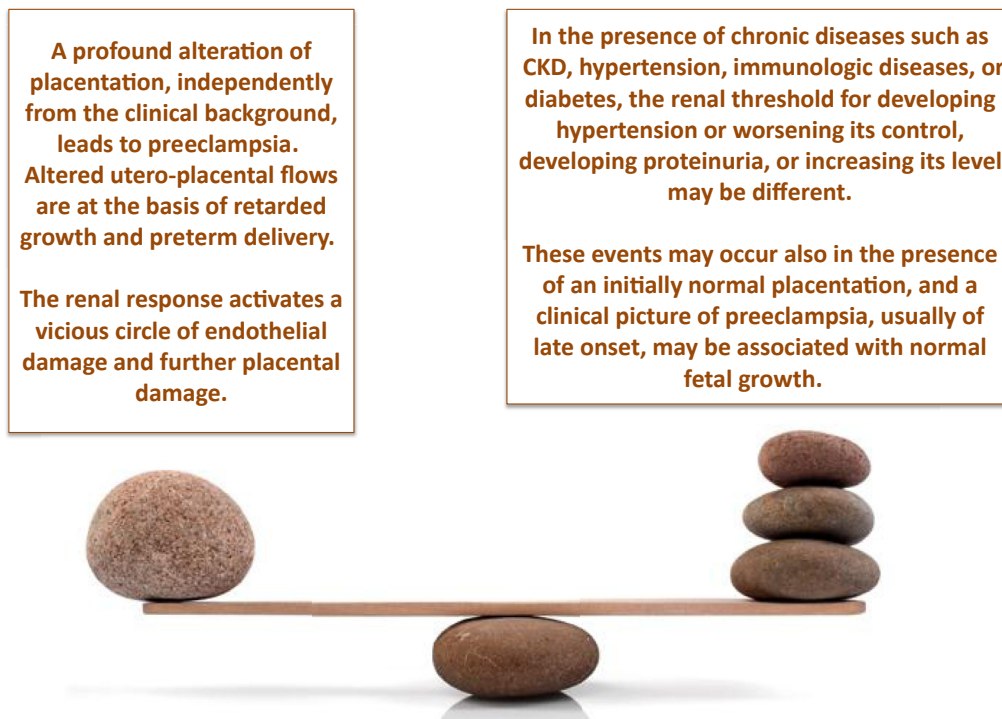 A profound alteration of
placentation, independently
from the clinical background,
leads to preeclampsia.
Altered utero-placental flows
are at the basis of retarded
growth and preterm delivery.
The renal response activates a
vicious circle of endothelial
damage and further placental
damage.
In the presence of chronic diseases such as
CKD, hypertension, immunologic diseases, or
diabetes, the renal threshold for developing
hypertension or worsening its control,
developing proteinuria, or increasing its level
may be different.
These events may occur also in the presence
of an initially normal placentation, and a
clinical picture of preeclampsia, usually of
late onset, may be associated with normal
fetal growth.